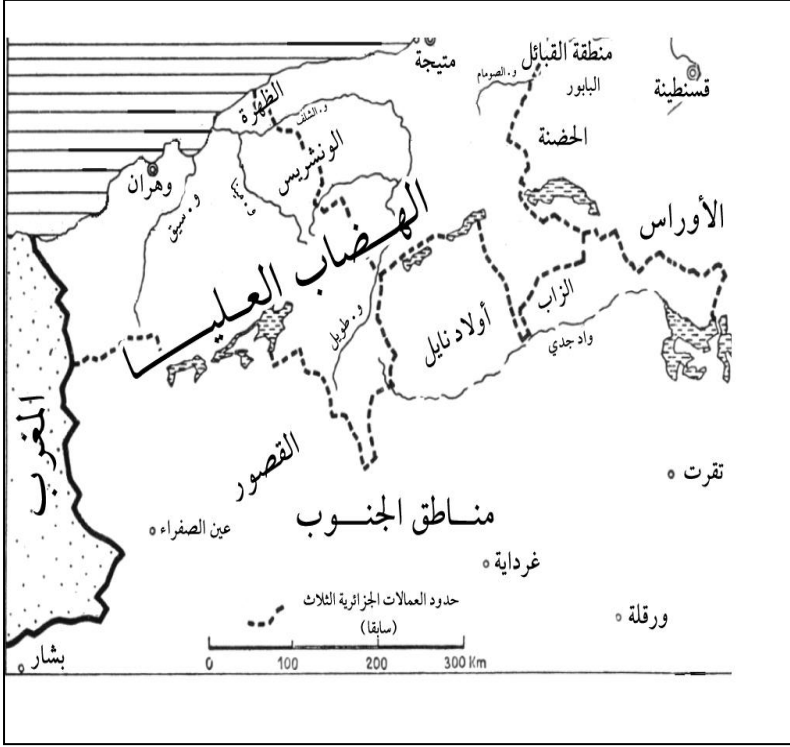 منطقة القبائل
متيجة
و. الصومام
قسنطينة
البابور
الظهرة
و. الشلف
الحضنة
الونشريس
وهران
و. مينا
و. سيق
الأوراس
الهضاب العليا
الزاب
أولاد نايل
و. طويل
واد جدي
المغرب
القصور
تقرت
مناطق الجنوب
عين الصفراء
غرداية
حدود العمالات الجزائرية الثلاث
(سابقا)
ورقلة
بشار
0 100 200 300 Km